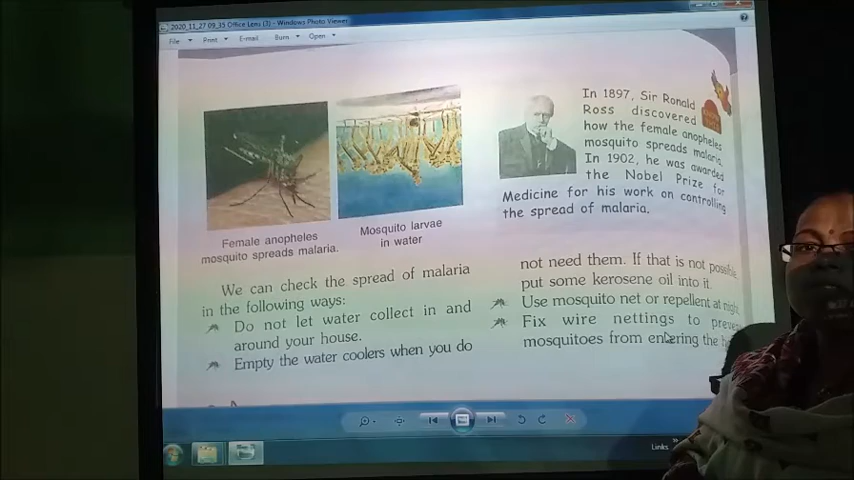 2020_11_27 09_35 Office Lens (3) - Windows Photo Viewer
File Print E-mail Burn Open
In 1897, Sir Ronald
Ross discovered
how the female anopheles
mosquito spreads malaria.
In 1902, he was awarded
the Nobel Prize for
Medicine for his work on controlling
the spread of malaria.
Female anopheles
mosquito spreads malaria.
Mosquito larvae
in water
We can check the spread of malaria
in the following ways:
Do not let water collect in and
around your house.
Empty the water coolers when you do
not need them. If that is not possible
put some kerosene oil into it.
Use mosquito net or repellent at night.
Fix wire nettings to
mosquitoes from entering the
Links